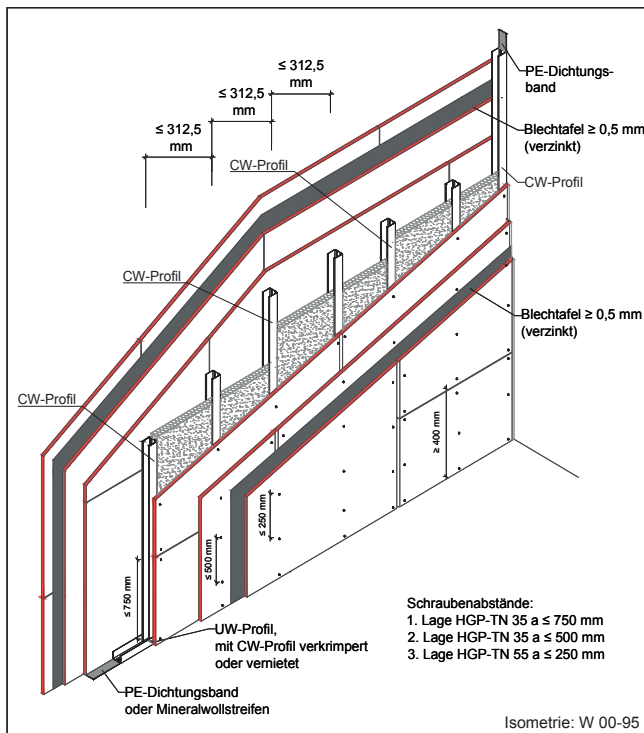 ≤ 312,5
mm
≤ 312,5
mm
≤ 312,5
mm
PE-Dichtungs-
band
Blechtafel ≥ 0,5 mm
(verzinkt)
CW-Profil
CW-Profil
CW-Profil
Blechtafel ≥ 0,5 mm
(verzinkt)
CW-Profil
≥ 400 mm
≤ 250 mm
≤500 mm
≤750 mm
Schraubenabstände:
1. Lage HGP-TN 35 a ≤ 750 mm
2. Lage HGP-TN 35 a ≤ 500 mm
3. Lage HGP-TN 55 a ≤ 250 mm
UW-Profil,
mit CW-Profil verkrimpert
oder vernietet
PE-Dichtungsband
oder Mineralwollstreifen
Isometrie: W 00-95